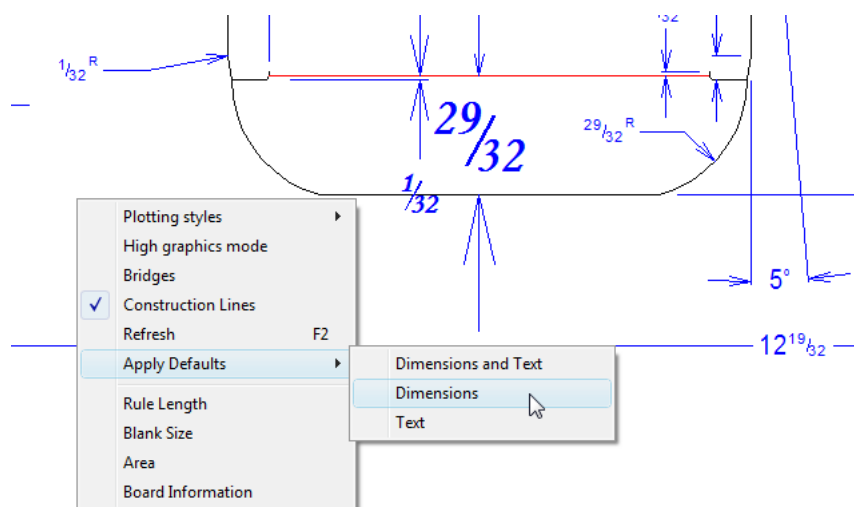 /32
1/32 R
29/32
29/32 R
1/32
5°
12 19/32
Plotting styles
High graphics mode
Bridges
Construction Lines
Refresh F2
Apply Defaults
Rule Length
Blank Size
Area
Board Information
Dimensions and Text
Dimensions
Text